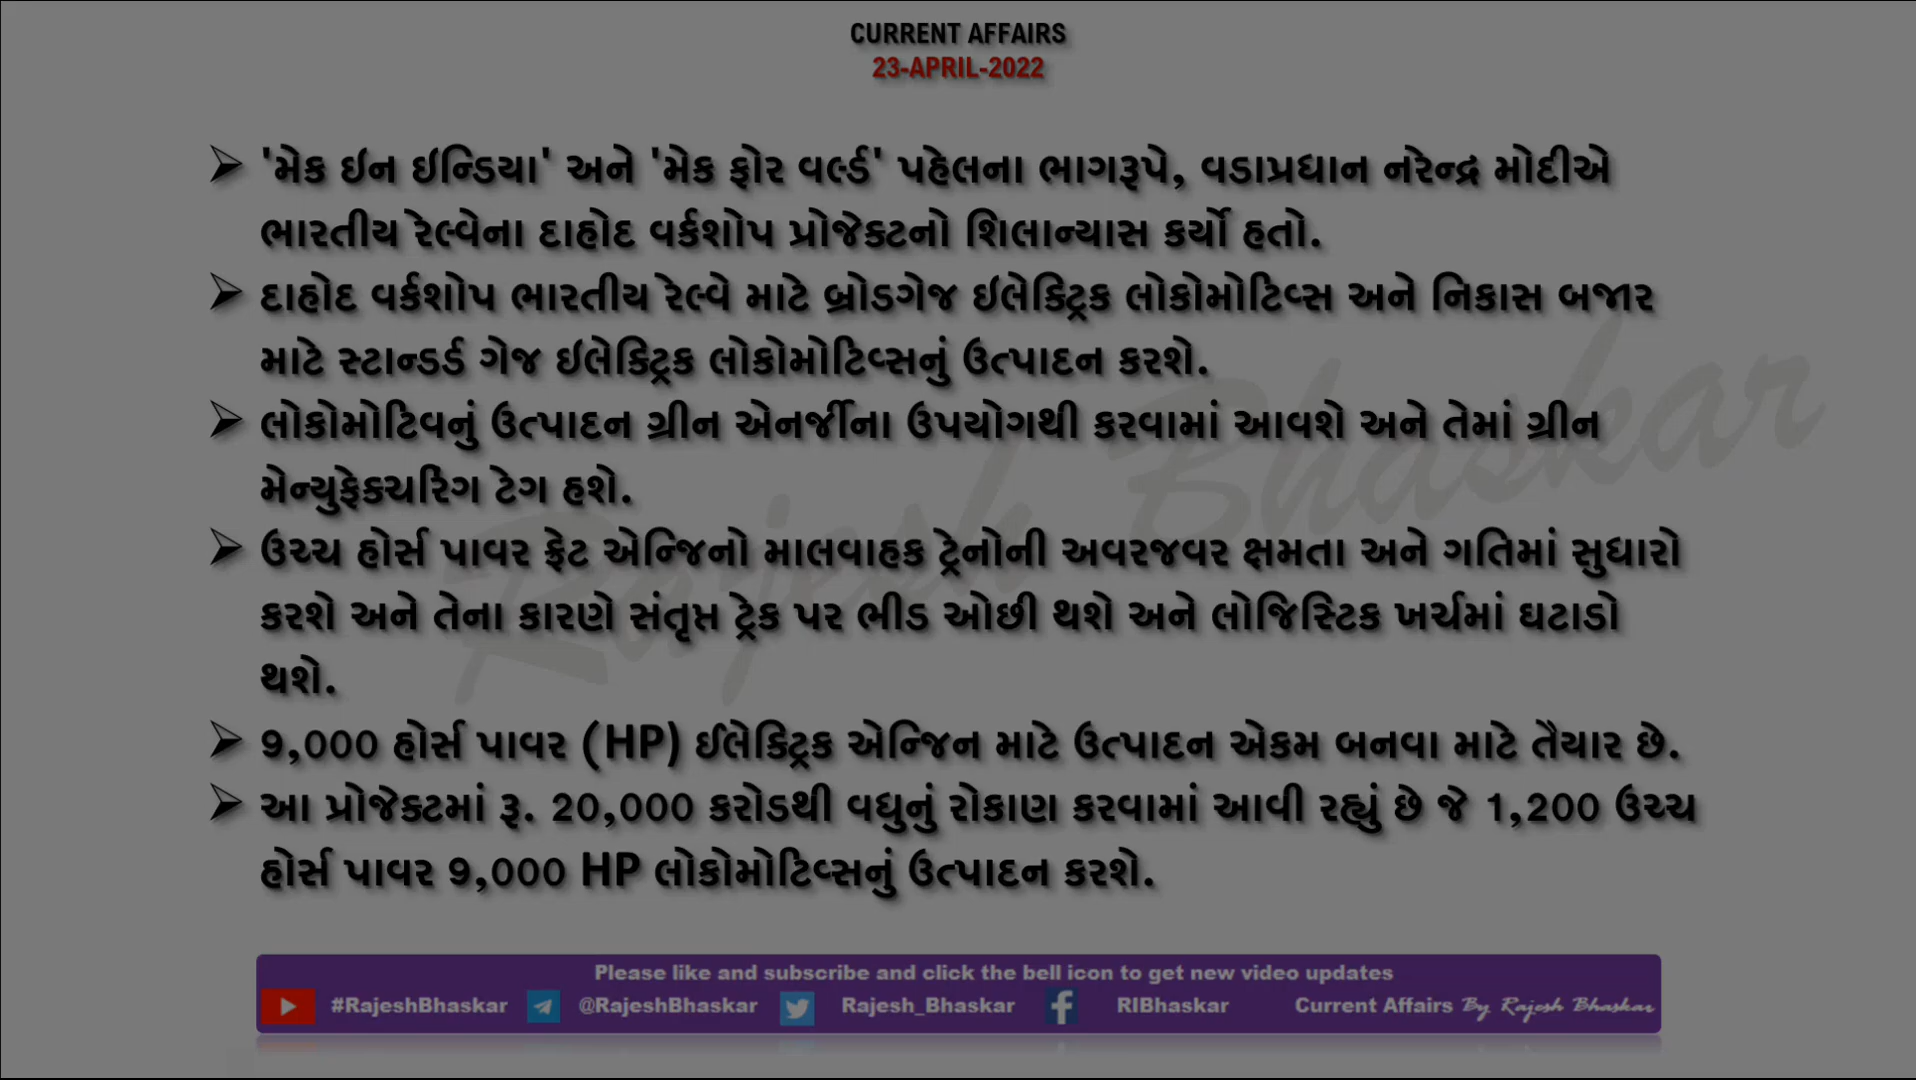 CURRENT AFFAIRS
23-APRIL-2022
➢ 'મેક ઇન ઇન્ડિયા' અને 'મેક ફોર વર્લ્ડ' પહેલના ભાગરૂપે, વડાપ્રધાન નરેન્દ્ર મોદીએ
ભારતીય રેલ્વેના દાહોદ વર્કશોપ પ્રોજેક્ટનો શિલાન્યાસ કર્યો હતો.
➢ દાહોદ વર્કશોપ ભારતીય રેલ્વે માટે બ્રોડગેજ ઈલેક્ટ્રિક લોકોમોટિવ્સ અને નિકાસ બજાર
માટે સ્ટાન્ડર્ડ ગેજ ઈલેક્ટ્રિક લોકોમોટિવ્સનું ઉત્પાદન કરશે.
➢ લોકોમોટિવનું ઉત્પાદન ગ્રીન એનર્જીના ઉપયોગથી કરવામાં આવશે અને તેમાં ગ્રીન
મેન્યુફેક્ચરિંગ ટેગ હશે.
➢ ઉચ્ચ હોર્સ પાવર ફ્રેટ એન્જિનો માલવાહક ટ્રેનોની અવરજવર ક્ષમતા અને ગતિમાં સુધારો
કરશે અને તેના કારણે સંતૃપ્ત ટ્રેક પર ભીડ ઓછી થશે અને લોજિસ્ટિક ખર્ચમાં ઘટાડો
થશે.
➢ 9,000 હોર્સ પાવર (HP) ઈલેક્ટ્રિક એન્જિન માટે ઉત્પાદન એકમ બનવા માટે તૈયાર છે.
➢ આ પ્રોજેક્ટમાં રૂ. 20,000 કરોડથી વધુનું રોકાણ કરવામાં આવી રહ્યું છે જે 1,200 ઉચ્ચ
હોર્સ પાવર 9,000 HP લોકોમોટિવ્સનું ઉત્પાદન કરશે.
Rajesh Bhaskar
Please like and subscribe and click the bell icon to get new video updates
#RajeshBhaskar @RajeshBhaskar Rajesh_Bhaskar RIBhaskar Current Affairs By Rajesh Bhaskar